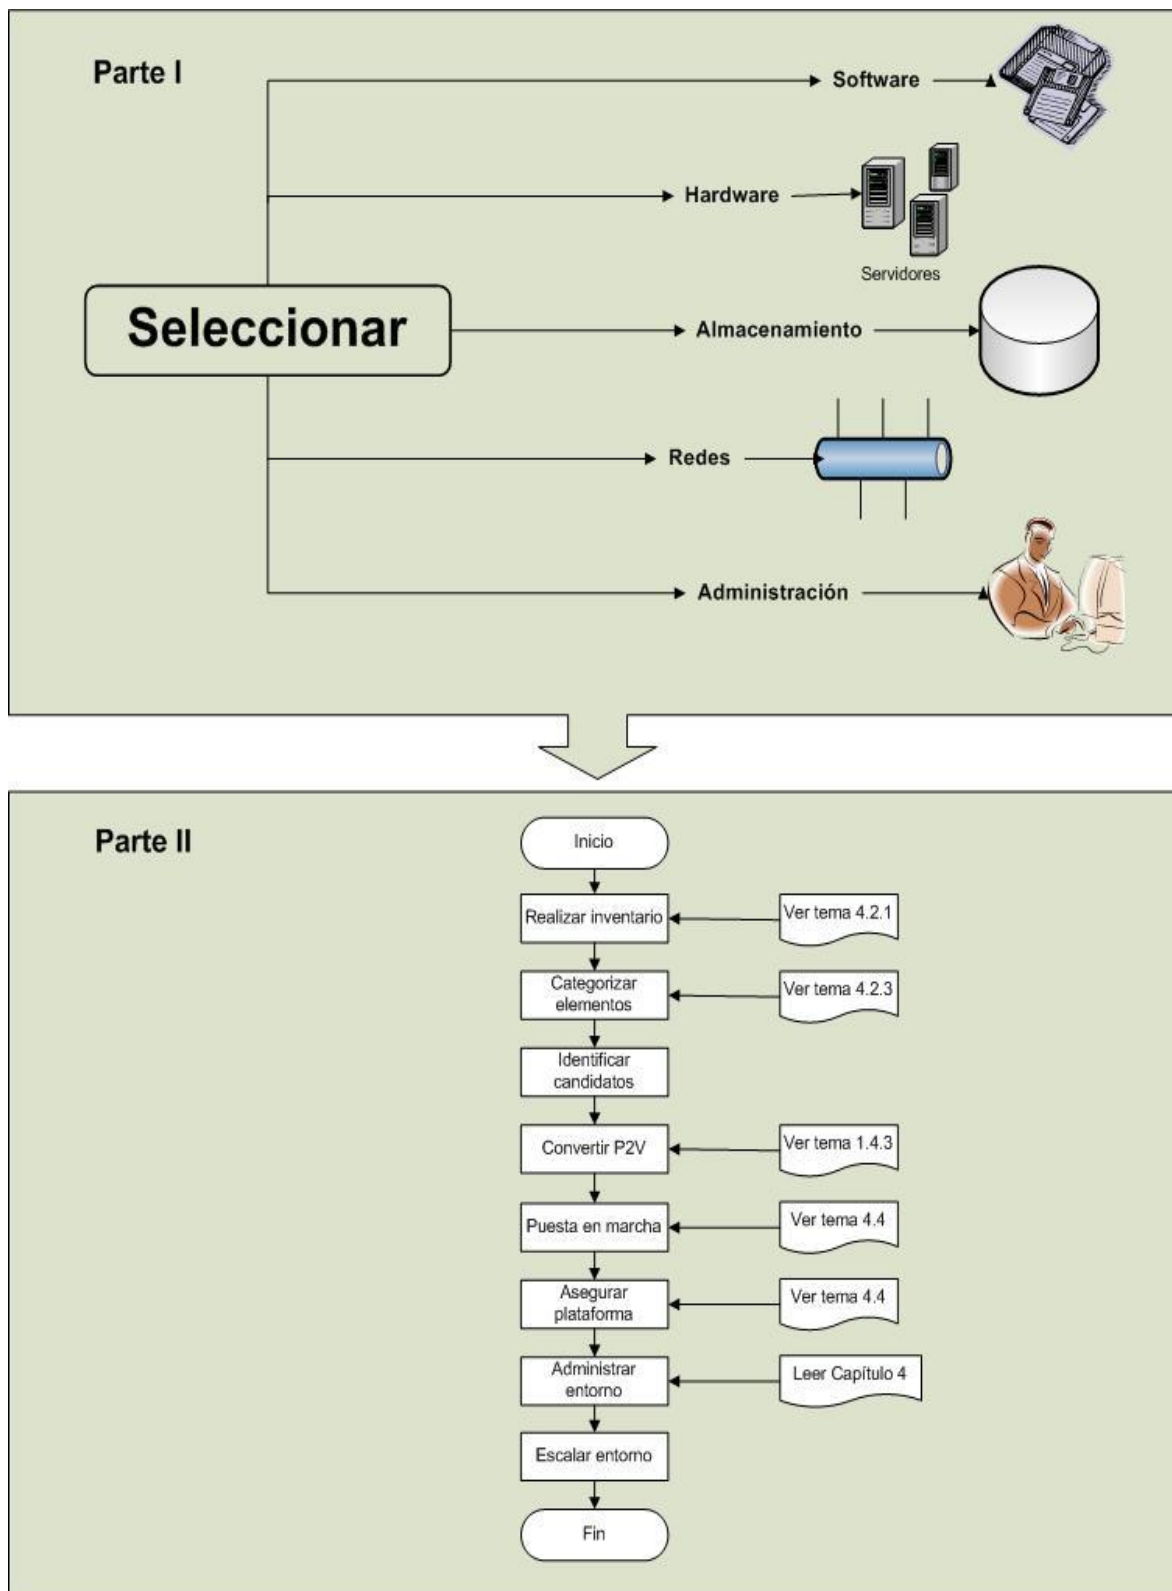 Parte I
Software
Hardware
Servidores
Seleccionar
Almacenamiento
Redes
Administración
Parte II
Inicio
Realizar inventario
Ver tema 4.2.1
Categorizar
elementos
Ver tema 4.2.3
Identificar
candidatos
Convertir P2V
Ver tema 1.4.3
Puesta en marcha
Ver tema 4.4
Asegurar
plataforma
Ver tema 4.4
Administrar
entorno
Leer Capítulo 4
Escalar entorno
Fin